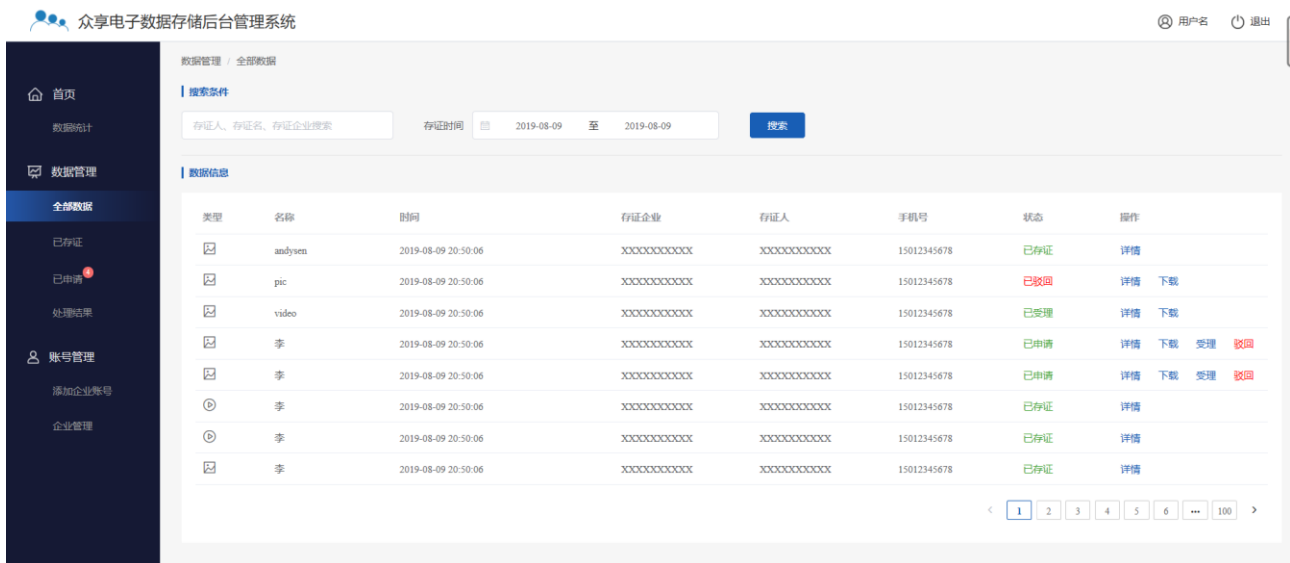 众享电子数据存储后台管理系统 用户名 退出
数据管理 / 全部数据
首页
数据统计
数据管理
全部数据
已存证
已申请 4
处理结果
账号管理
添加企业账号
企业管理
搜索条件
存证人、存证名、存证企业搜索 存证时间 2019-08-09 至 2019-08-09 搜索
数据信息
类型 名称 时间 存证企业 存证人 手机号 状态 操作
andysen 2019-08-09 20:50:06 XXXXXXXXXX XXXXXXXXXX 15012345678 已存证 详情
pic 2019-08-09 20:50:06 XXXXXXXXXX XXXXXXXXXX 15012345678 已驳回 详情 下载
video 2019-08-09 20:50:06 XXXXXXXXXX XXXXXXXXXX 15012345678 已受理 详情 下载
李 2019-08-09 20:50:06 XXXXXXXXXX XXXXXXXXXX 15012345678 已申请 详情 下载 受理 驳回
李 2019-08-09 20:50:06 XXXXXXXXXX XXXXXXXXXX 15012345678 已申请 详情 下载 受理 驳回
李 2019-08-09 20:50:06 XXXXXXXXXX XXXXXXXXXX 15012345678 已存证 详情
李 2019-08-09 20:50:06 XXXXXXXXXX XXXXXXXXXX 15012345678 已存证 详情
李 2019-08-09 20:50:06 XXXXXXXXXX XXXXXXXXXX 15012345678 已存证 详情
< 1 2 3 4 5 6 ••• 100 >